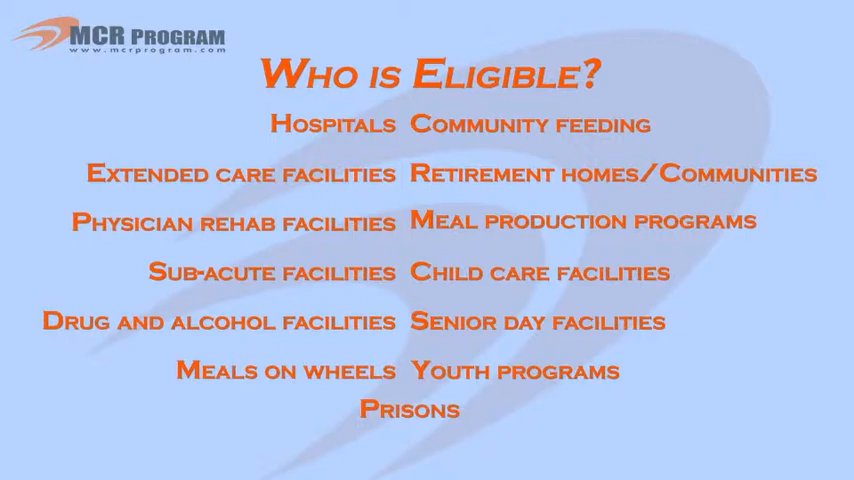 MCR PROGRAM
www.mcrprogram.com
WHO IS ELIGIBLE?
HOSPITALS COMMUNITY FEEDING
EXTENDED CARE FACILITIES RETIREMENT HOMES/COMMUNITIES
PHYSICIAN REHAB FACILITIES MEAL PRODUCTION PROGRAMS
SUB-ACUTE FACILITIES CHILD CARE FACILITIES
DRUG AND ALCOHOL FACILITIES SENIOR DAY FACILITIES
MEALS ON WHEELS YOUTH PROGRAMS
PRISONS